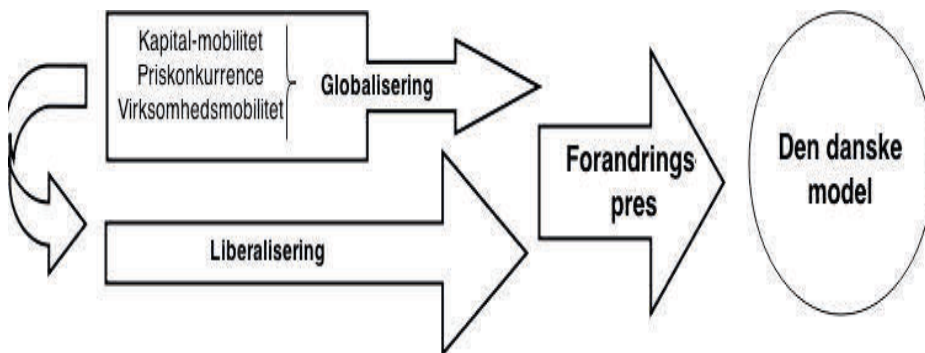 Kapital-mobilitet
Priskonkurrence
Virksomhedsmobilitet
Globalisering
Liberalisering
Forandrings-
pres
Den danske
model